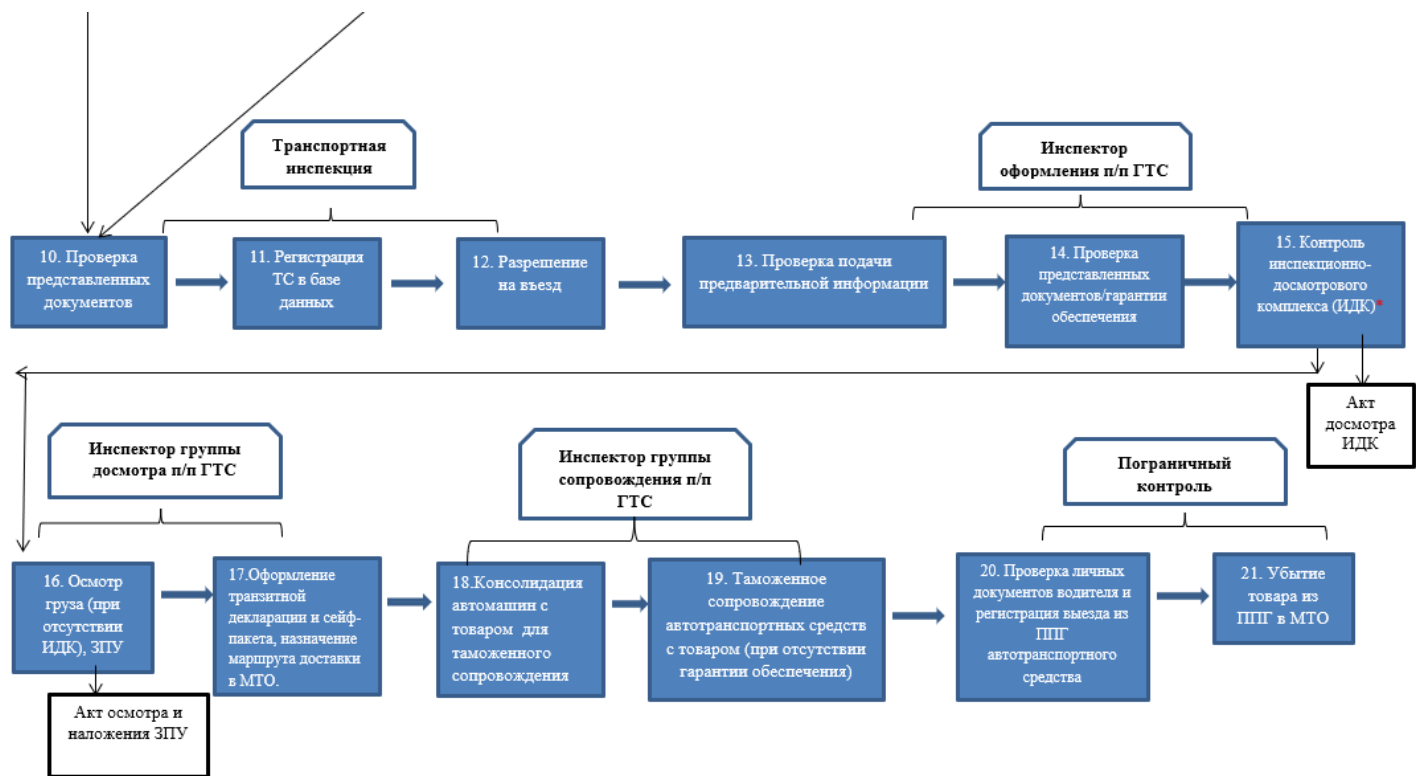 Транспортная
инспекция
Инспектор
оформления п/п ГТС
10. Проверка
представленных
документов
11. Регистрация
ТС в базе
данных
12. Разрешение
на въезд
13. Проверка подачи
предварительной информации
14. Проверка
представленных
документов/гарантии
обеспечения
15. Контроль
инспекционно-
досмотрового
комплекса (ИДК)*
Акт
досмотра
ИДК
Инспектор группы
досмотра п/п ГТС
Инспектор группы
сопровождения п/п
ГТС
Пограничный
контроль
16. Осмотр
груза (при
отсутствии
ИДК), ЗПУ
17.Оформление
транзитной
декларации и сейф-
пакета, назначение
маршрута доставки
в МТО.
18.Консолидация
автомашин с
товаром для
таможенного
сопровождения
19. Таможенное
сопровождение
автотранспортных средств
с товаром (при отсутствии
гарантии обеспечения)
20. Проверка личных
документов водителя и
регистрация выезда из
ППГ
автотранспортного
средства
21. Убытие
товара из
ППГ в МТО
Акт осмотра и
наложения ЗПУ